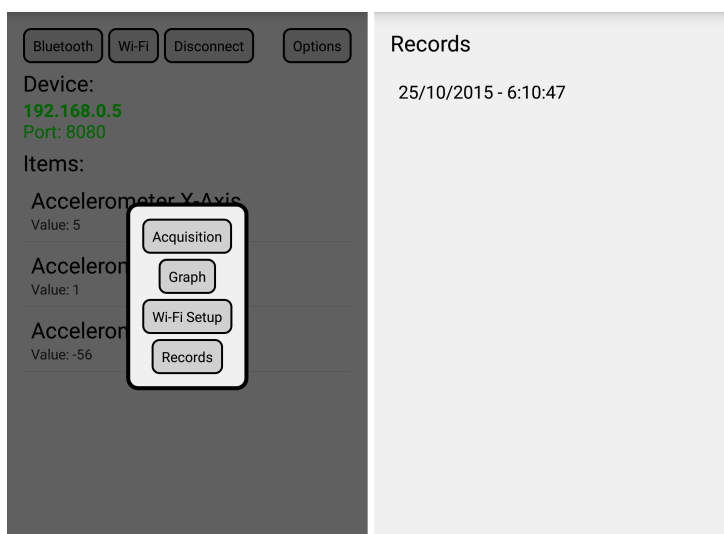 Bluetooth Wi-Fi Disconnect Options
Device:
192.168.0.5
Port: 8080
Items:
Accelerometer X-Axis
Value: 5
Acceleron
Value: 1
Acceleron
Value: -56
Acquisition
Graph
Wi-Fi Setup
Records
Records
25/10/2015 - 6:10:47